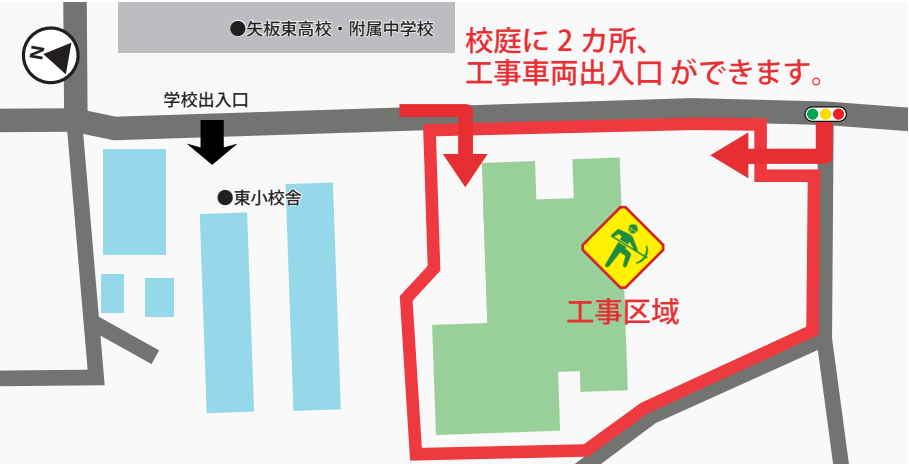 ●矢板東高校・附属中学校
N
校庭に 2 カ所、
工事車両出入口 ができます。
学校出入口
●東小校舎
工事区域